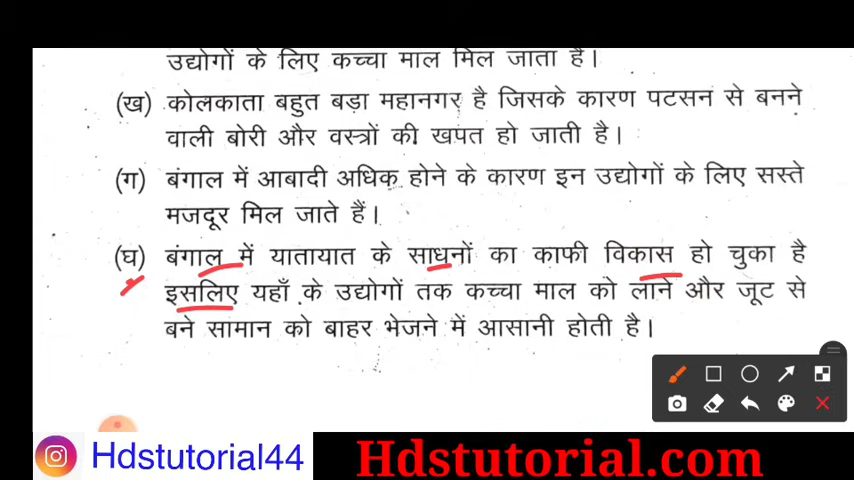 उद्योगों के लिए कच्चा माल मिल जाता है।
(ख) कोलकाता बहुत बड़ा महानगर है जिसके कारण पटसन से बनने
वाली बोरी और वस्त्रों की खपत हो जाती है।
(ग) बंगाल में आबादी अधिक होने के कारण इन उद्योगों के लिए सस्ते
मजदूर मिल जाते हैं।
(घ) बंगाल में यातायात के साधनों का काफी विकास हो चुका है
इसलिए यहाँ के उद्योगों तक कच्चा माल को लाने और जूट से
बने सामान को बाहर भेजने में आसानी होती है।
Hdstutorial44
Hdstutorial.com